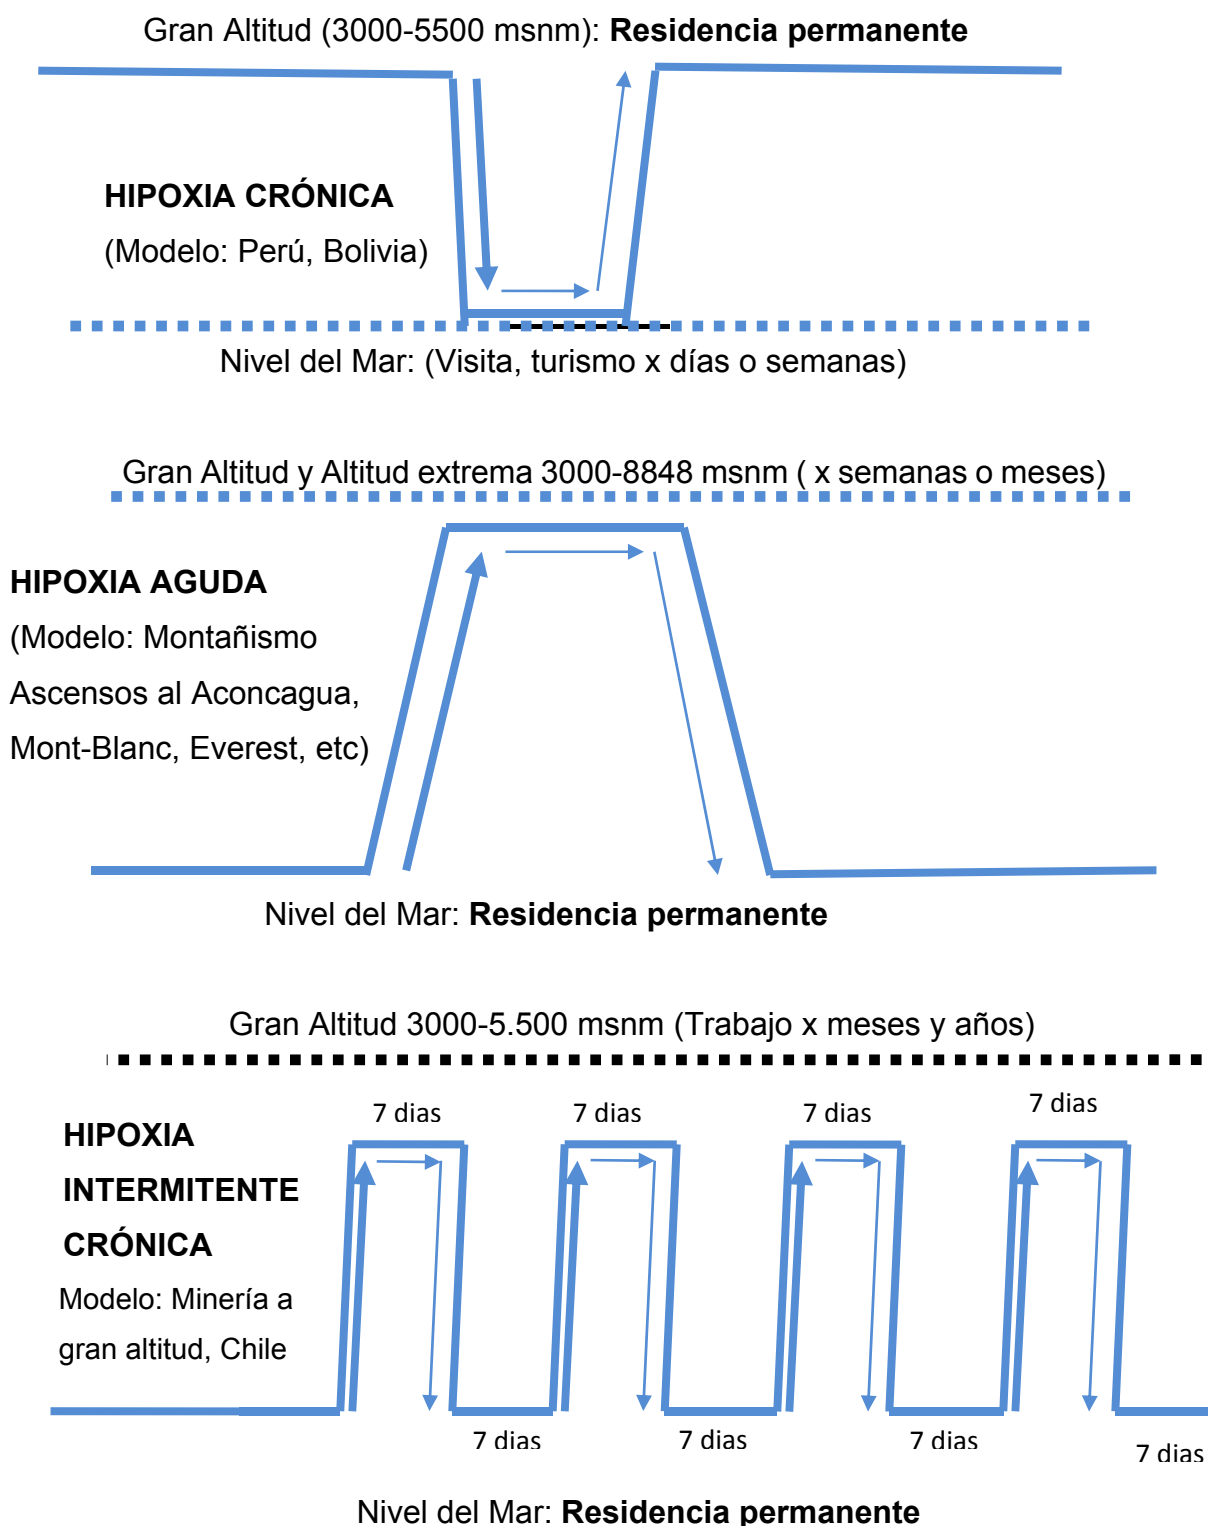 Gran Altitud (3000-5500 msnm): Residencia permanente
HIPOXIA CRÓNICA
(Modelo: Perú, Bolivia)
Nivel del Mar: (Visita, turismo x días o semanas)
Gran Altitud y Altitud extrema 3000-8848 msnm ( x semanas o meses)
HIPOXIA AGUDA
(Modelo: Montañismo
Ascensos al Aconcagua,
Mont-Blanc, Everest, etc)
Nivel del Mar: Residencia permanente
Gran Altitud 3000-5.500 msnm (Trabajo x meses y años)
7 dias 7 dias 7 dias 7 dias
HIPOXIA
INTERMITENTE
CRÓNICA
Modelo: Minería a
gran altitud, Chile
7 dias 7 dias 7 dias 7 dias
Nivel del Mar: Residencia permanente